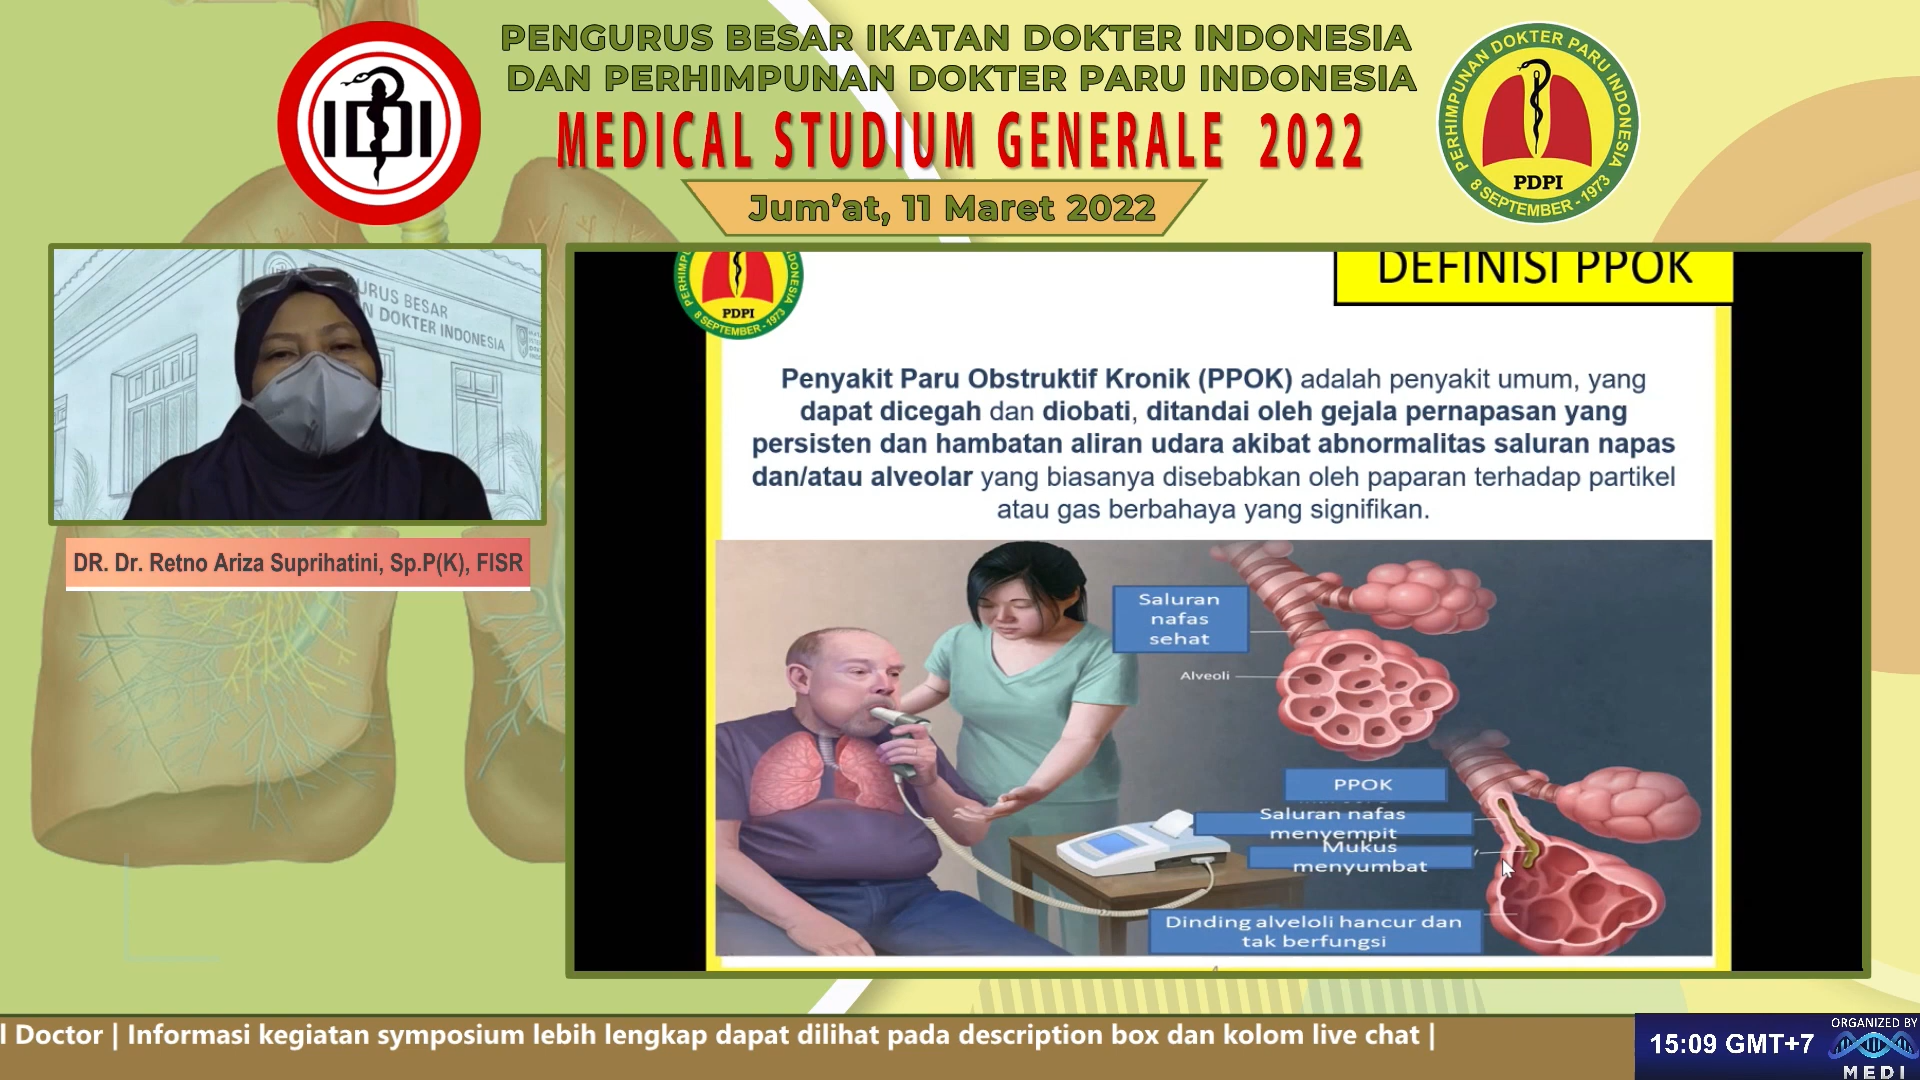 PENGURUS BESAR IKATAN DOKTER INDONESIA
DAN PERHIMPUNAN DOKTER PARU INDONESIA
MEDICAL STUDIUM GENERALE 2022
Jum'at, 11 Maret 2022
IDI
PERHIMPUNAN DOKTER PARU INDONESIA
PDPI
8 SEPTEMBER - 1973
URUS BESAR
N DOKTER INDONESIA
DR. Dr. Retno Ariza Suprihatini, Sp.P(K), FISR
PERHIMPU
ONESIA
PDPI
8 SEPTEMBER - 1973
DEFINISI PPOK
Penyakit Paru Obstruktif Kronik (PPOK) adalah penyakit umum, yang
dapat dicegah dan diobati, ditandai oleh gejala pernapasan yang
persisten dan hambatan aliran udara akibat abnormalitas saluran napas
dan/atau alveolar yang biasanya disebabkan oleh paparan terhadap partikel
atau gas berbahaya yang signifikan.
Saluran
nafas
sehat
Alveoli
PPOK
Saluran nafas
menyempit
Mukus
menyumbat
Dinding alveloli hancur dan
tak berfungsi
l Doctor | Informasi kegiatan symposium lebih lengkap dapat dilihat pada description box dan kolom live chat |
15:09 GMT+7
ORGANIZED BY
MEDI